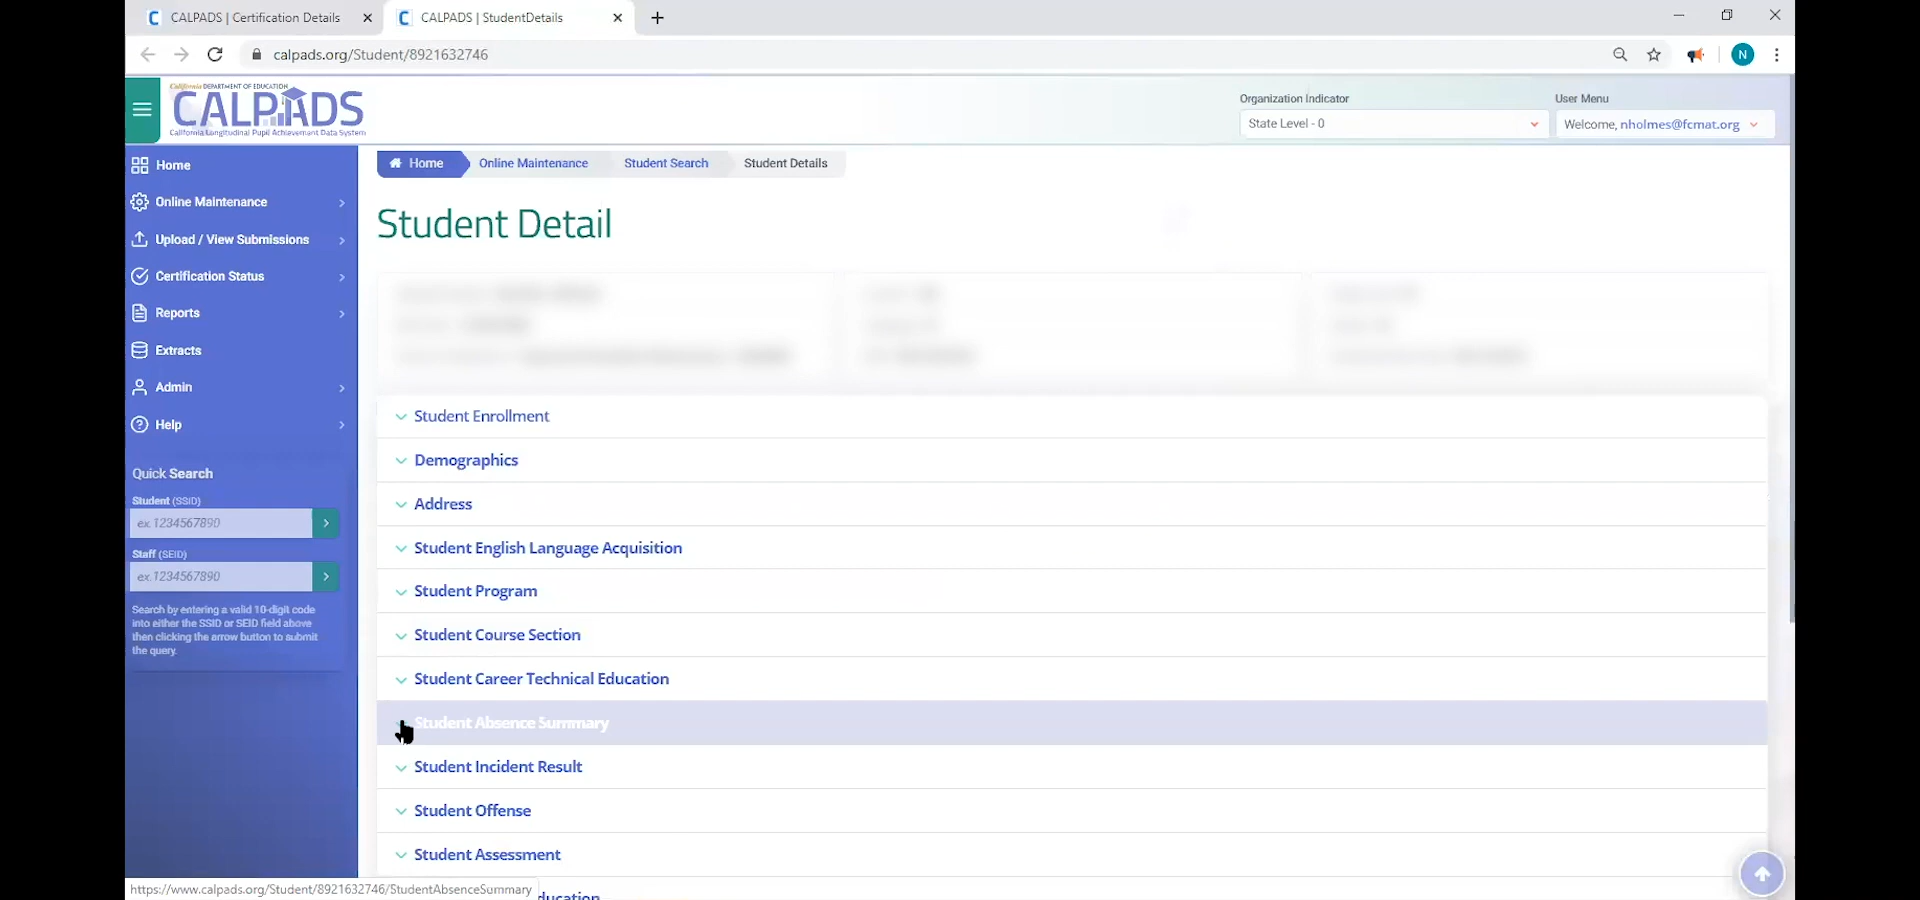 CALPADS | Certification Details
CALPADS | StudentDetails
calpads.org/Student/8921632746
N
California DEPARTMENT OF EDUCATION
CALPADS
California Longitudinal Pupil Achievement Data System
Organization Indicator
State Level - 0
User Menu
Welcome, nholmes@fcmat.org
Home
Online Maintenance
Upload / View Submissions
Certification Status
Reports
Extracts
Admin
Help
Quick Search
Student (SSID)
ex.1234567890
Staff (SEID)
ex.1234567890
Search by entering a valid 10-digit code
into either the SSID or SEID field above
then clicking the arrow button to submit
the query.
Home
Online Maintenance
Student Search
Student Details
Student Detail
Student Enrollment
Demographics
Address
Student English Language Acquisition
Student Program
Student Course Section
Student Career Technical Education
Student Absence Summary
Student Incident Result
Student Offense
Student Assessment
https://www.calpads.org/Student/8921632746/StudentAbsenceSummary